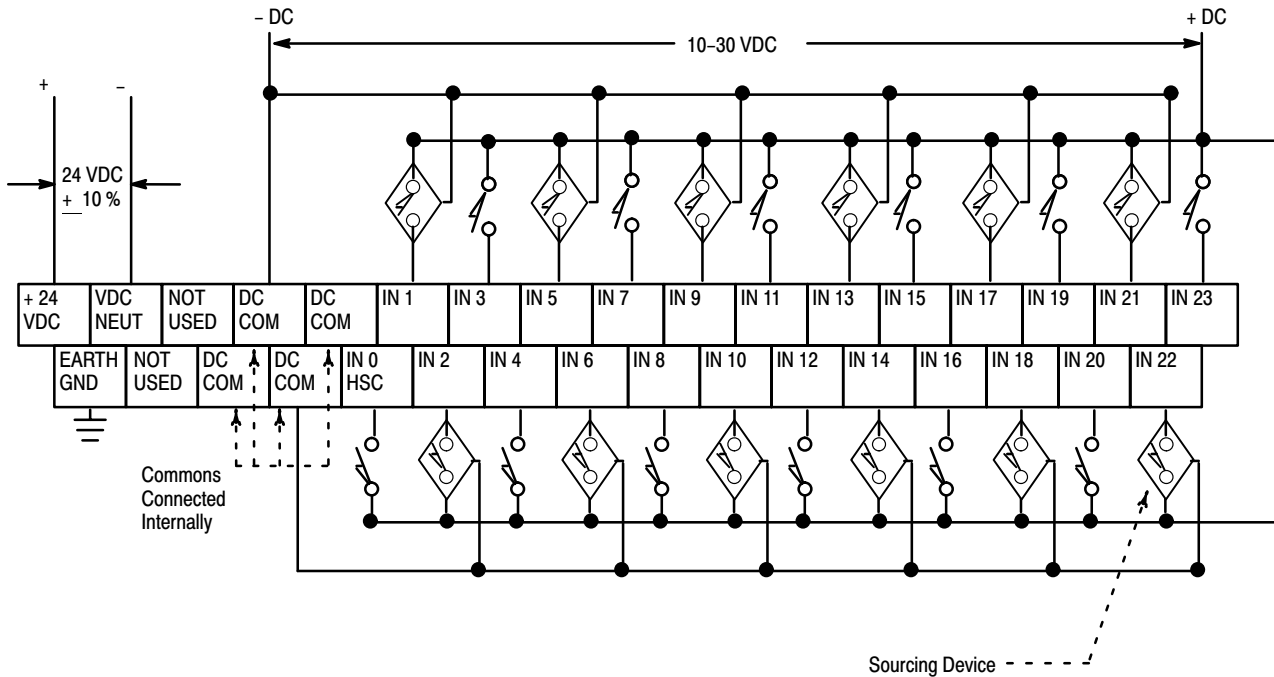 – DC
+ DC
10–30 VDC
+
–
24 VDC
+ 10 %
+ 24
VDC
VDC
NEUT
NOT
USED
DC
COM
DC
COM
IN 1
IN 3
IN 5
IN 7
IN 9
IN 11
IN 13
IN 15
IN 17
IN 19
IN 21
IN 23
EARTH
GND
NOT
USED
DC
COM
DC
COM
IN 0
HSC
IN 2
IN 4
IN 6
IN 8
IN 10
IN 12
IN 14
IN 16
IN 18
IN 20
IN 22
Commons
Connected
Internally
Sourcing Device